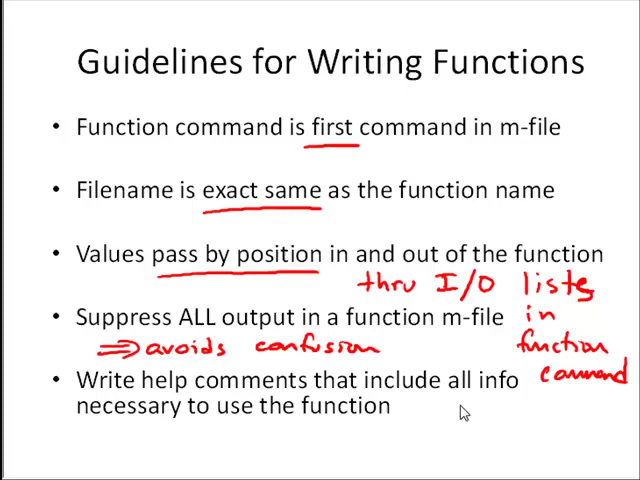 Guidelines for Writing Functions
• Function command is first command in m-file
• Filename is exact same as the function name
• Values pass by position in and out of the function
thru I/O lists
• Suppress ALL output in a function m-file in
⇒ avoids confusion function
• Write help comments that include all info command
necessary to use the function